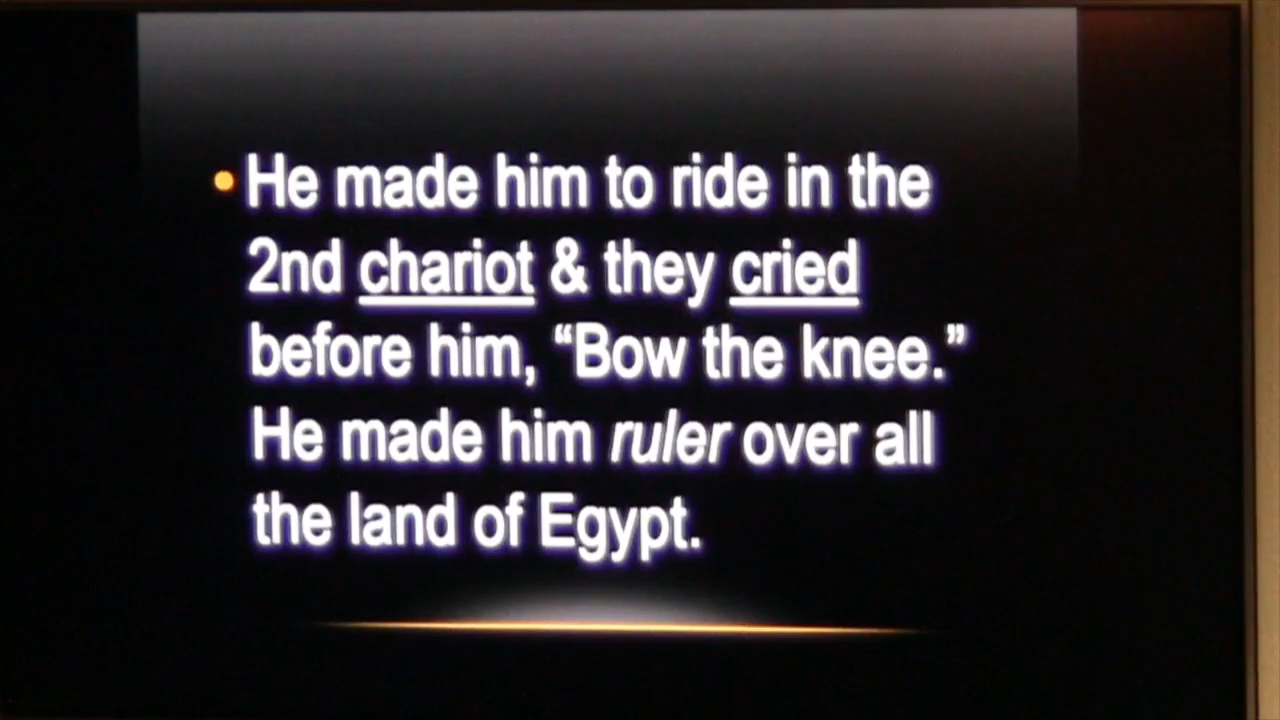 • He made him to ride in the
2nd chariot & they cried
before him, “Bow the knee.”
He made him ruler over all
the land of Egypt.